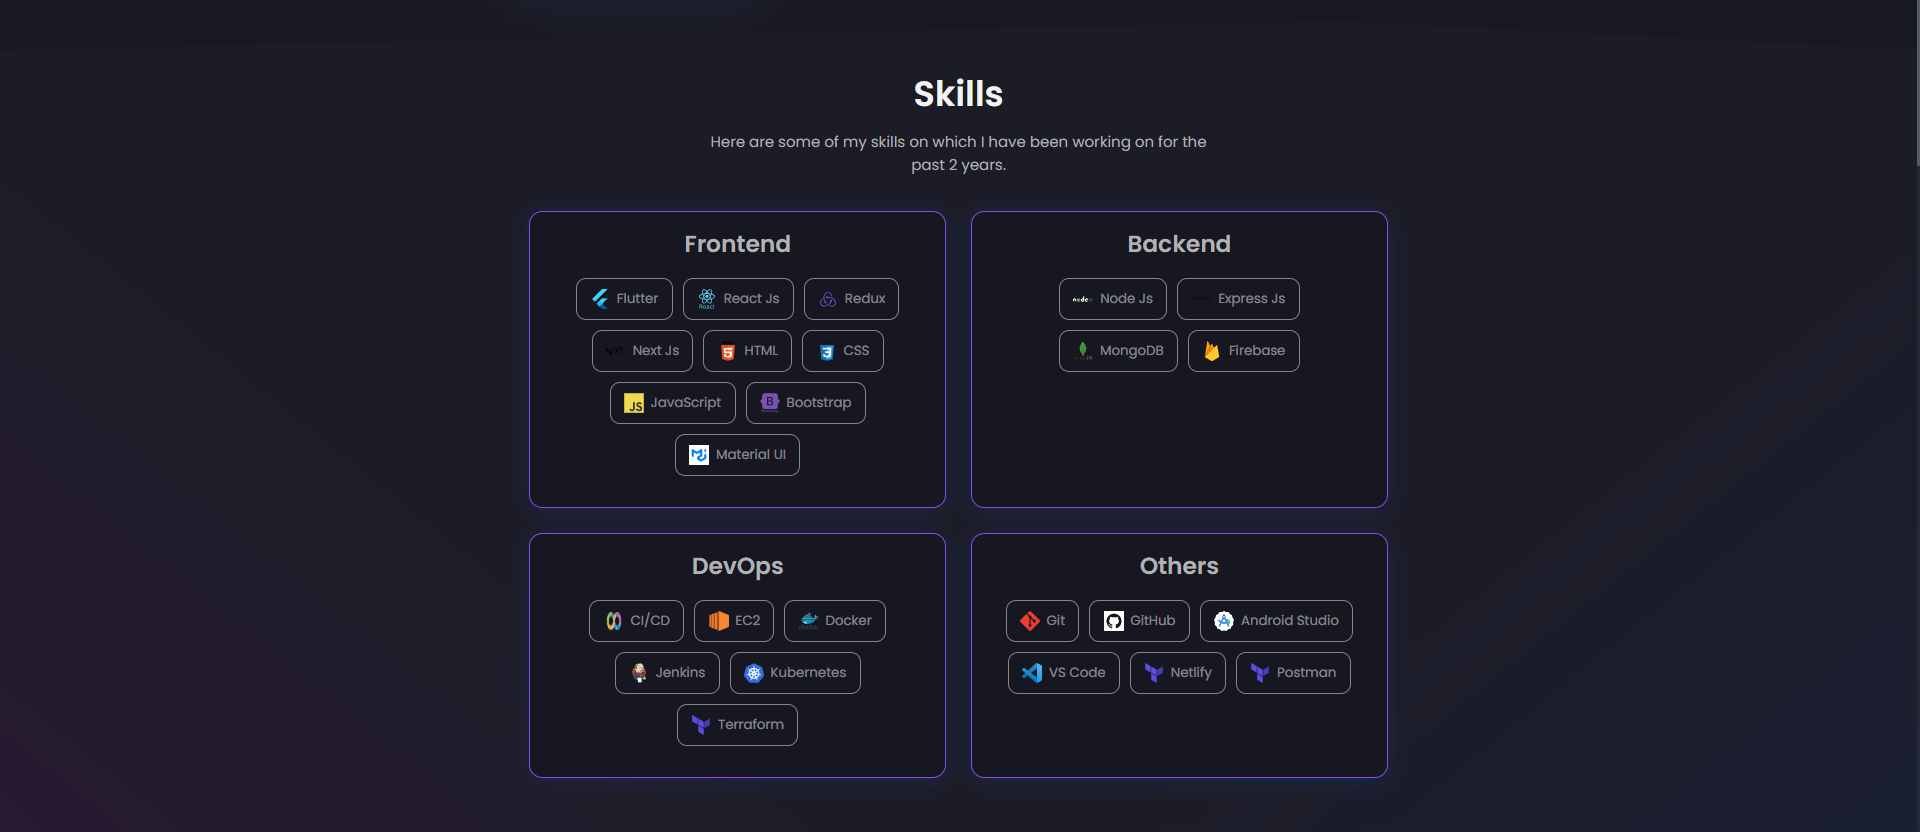 Skills
Here are some of my skills on which I have been working on for the
past 2 years.
Frontend
Flutter
React Js
Redux
Next Js
HTML
CSS
JavaScript
Bootstrap
Material UI
Backend
Node Js
Express Js
MongoDB
Firebase
DevOps
CI/CD
EC2
Docker
Jenkins
Kubernetes
Terraform
Others
Git
GitHub
Android Studio
VS Code
Netlify
Postman